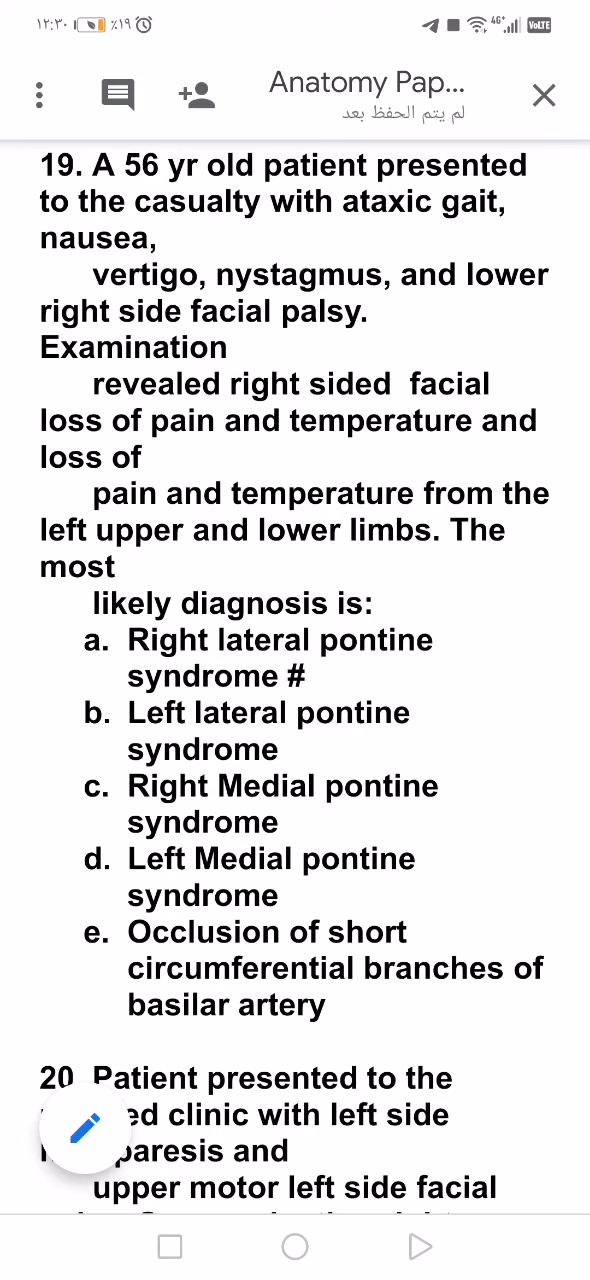 ١٢:٣٠ ٪١٩ 4G+ VoLTE
Anatomy Pap...
لم يتم الحفظ بعد
19. A 56 yr old patient presented
to the casualty with ataxic gait,
nausea,
vertigo, nystagmus, and lower
right side facial palsy.
Examination
revealed right sided facial
loss of pain and temperature and
loss of
pain and temperature from the
left upper and lower limbs. The
most
likely diagnosis is:
a. Right lateral pontine
syndrome #
b. Left lateral pontine
syndrome
c. Right Medial pontine
syndrome
d. Left Medial pontine
syndrome
e. Occlusion of short
circumferential branches of
basilar artery
20. Patient presented to the
ed clinic with left side
paresis and
upper motor left side facial